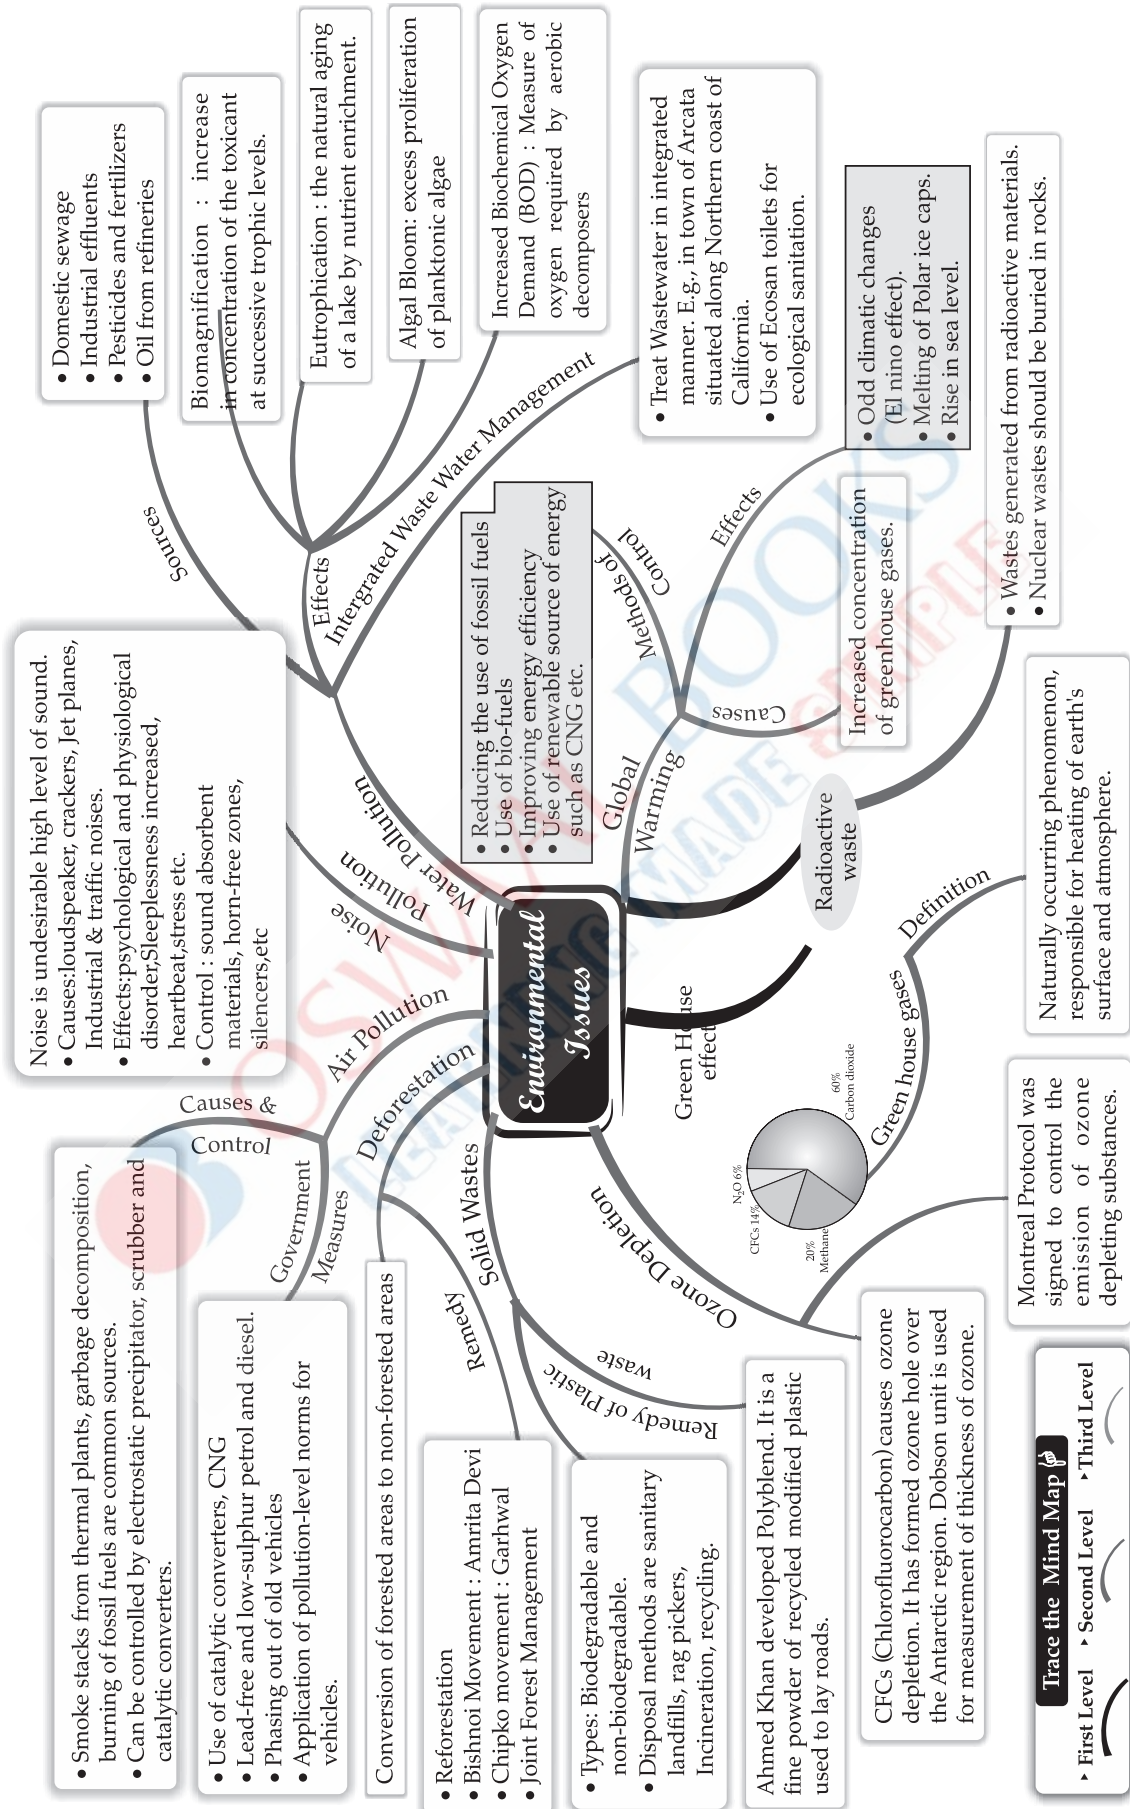 Environmental
Issues
Water Pollution
Sources
• Domestic sewage
• Industrial effluents
• Pesticides and fertilizers
• Oil from refineries
Effects
Biomagnification : increase
in concentration of the toxicant
at successive trophic levels.
Eutrophication : the natural aging
of a lake by nutrient enrichment.
Algal Bloom: excess proliferation
of planktonic algae
Increased Biochemical Oxygen
Demand (BOD) : Measure of
oxygen required by aerobic
decomposers
Intergrated Waste Water Management
• Treat Wastewater in integrated
manner. E.g., in town of Arcata
situated along Northern coast of
California.
• Use of Ecosan toilets for
ecological sanitation.
Noise
Pollution
Noise is undesirable high level of sound.
• Causes:loudspeaker, crackers, Jet planes,
Industrial & traffic noises.
• Effects:psychological and physiological
disorder,Sleeplessness increased,
heartbeat,stress etc.
• Control : sound absorbent
materials, horn-free zones,
silencers,etc
Air Pollution
Causes &
Control
• Smoke stacks from thermal plants, garbage decomposition,
burning of fossil fuels are common sources.
• Can be controlled by electrostatic precipitator, scrubber and
catalytic converters.
Government
Measures
• Use of catalytic converters, CNG
• Lead-free and low-sulphur petrol and diesel.
• Phasing out of old vehicles
• Application of pollution-level norms for
vehicles.
Deforestation
Conversion of forested areas to non-forested areas
Remedy
• Reforestation
• Bishnoi Movement : Amrita Devi
• Chipko movement : Garhwal
• Joint Forest Management
Solid Wastes
• Types: Biodegradable and
non-biodegradable.
• Disposal methods are sanitary
landfills, rag pickers,
Incineration, recycling.
Remedy of Plastic
waste
Ahmed Khan developed Polyblend. It is a
fine powder of recycled modified plastic
used to lay roads.
Ozone Depletion
CFCs (Chlorofluorocarbon) causes ozone
depletion. It has formed ozone hole over
the Antarctic region. Dobson unit is used
for measurement of thickness of ozone.
Montreal Protocol was
signed to control the
emission of ozone
depleting substances.
Green House
effect
Green house gases
N₂O 6%
CFCs 14%
20%
Methane
60%
Carbon dioxide
Definition
Naturally occurring phenomenon,
responsible for heating of earth's
surface and atmosphere.
Radioactive
waste
• Wastes generated from radioactive materials.
• Nuclear wastes should be buried in rocks.
Global
Warming
Methods of
Control
• Reducing the use of fossil fuels
• Use of bio-fuels
• Improving energy efficiency
• Use of renewable source of energy
such as CNG etc.
Effects
• Odd climatic changes
(El nino effect).
• Melting of Polar ice caps.
• Rise in sea level.
Causes
Increased concentration
of greenhouse gases.
Trace the Mind Map
▸ First Level ▸ Second Level ▸ Third Level
OSWAAL BOOKS
LEARNING MADE SIMPLE